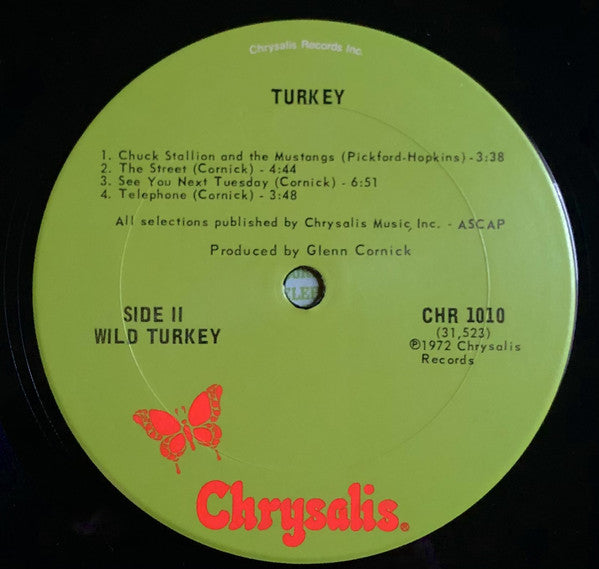 Chrysalis Records Inc.
TURKEY
1. Chuck Stallion and the Mustangs (Pickford-Hopkins) - 3:38
2. The Street (Cornick) - 4:44
3. See You Next Tuesday (Cornick) - 6:51
4. Telephone (Cornick) - 3:48
All selections published by Chrysalis Music, Inc. - ASCAP
Produced by Glenn Cornick
SIDE II
WILD TURKEY
CHR 1010
(31,523)
℗1972 Chrysalis
Records
Chrysalis®